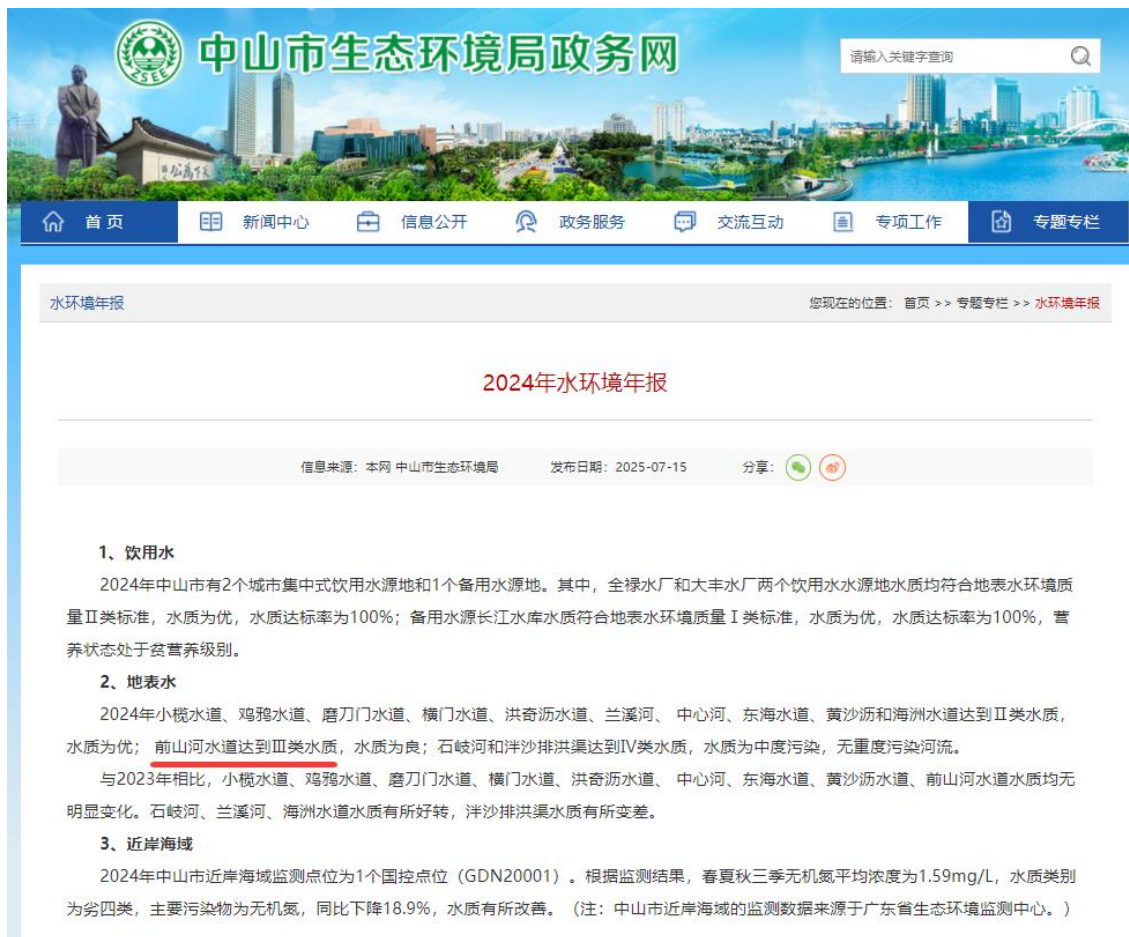 中山市生态环境局政务网
ZSEE
请输入关键字查询
天下为公
首页 新闻中心 信息公开 政务服务 交流互动 专项工作 专题专栏
水环境年报 您现在的位置： 首页 >> 专题专栏 >> 水环境年报
2024年水环境年报
信息来源：本网 中山市生态环境局 发布日期：2025-07-15 分享：
1、饮用水
2024年中山市有2个城市集中式饮用水源地和1个备用水源地。其中，全禄水厂和大丰水厂两个饮用水水源地水质均符合地表水环境质
量Ⅱ类标准，水质为优，水质达标率为100%；备用水源长江水库水质符合地表水环境质量Ⅰ类标准，水质为优，水质达标率为100%，营
养状态处于贫营养级别。
2、地表水
2024年小榄水道、鸡鸦水道、磨刀门水道、横门水道、洪奇沥水道、兰溪河、 中心河、东海水道、黄沙沥和海洲水道达到Ⅱ类水质，
水质为优； 前山河水道达到Ⅲ类水质，水质为良；石岐河和泮沙排洪渠达到Ⅳ类水质，水质为中度污染，无重度污染河流。
与2023年相比，小榄水道、鸡鸦水道、磨刀门水道、横门水道、洪奇沥水道、 中心河、东海水道、黄沙沥水道、前山河水道水质均无
明显变化。石岐河、兰溪河、海洲水道水质有所好转，泮沙排洪渠水质有所变差。
3、近岸海域
2024年中山市近岸海域监测点位为1个国控点位（GDN20001）。根据监测结果，春夏秋三季无机氮平均浓度为1.59mg/L，水质类别
为劣四类，主要污染物为无机氮，同比下降18.9%，水质有所改善。（注：中山市近岸海域的监测数据来源于广东省生态环境监测中心。）